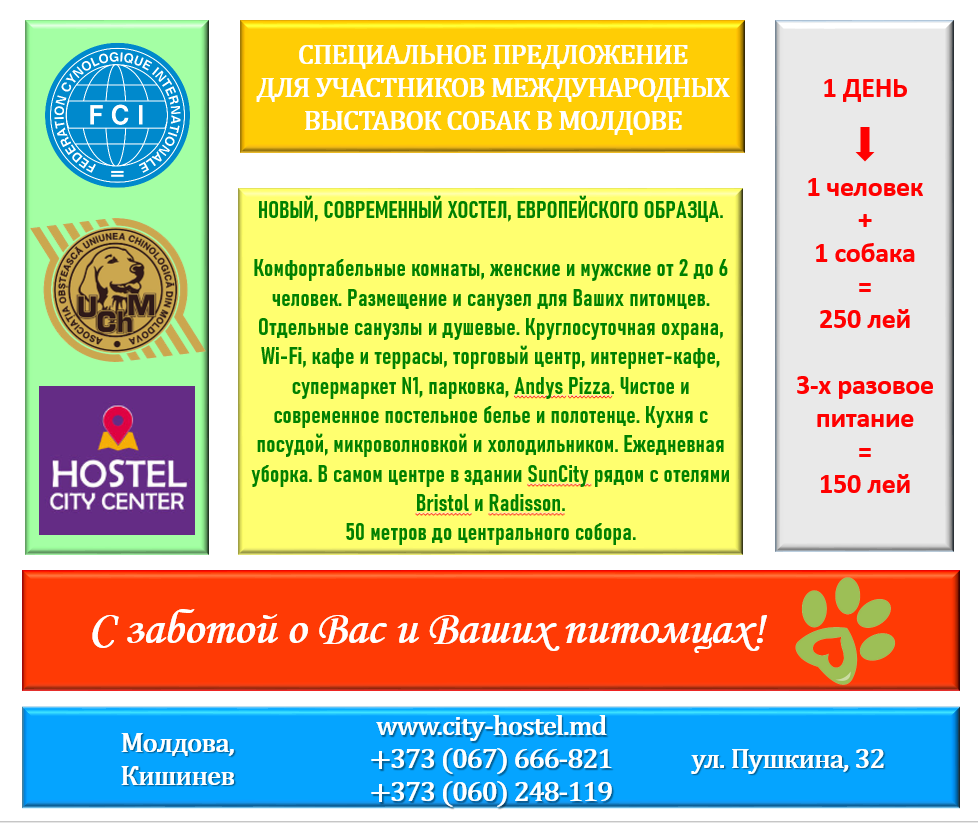 FEDERATION CYNOLOGIQUE INTERNATIONALE
FCI
ASOCIAȚIA OBȘTEASCĂ UNIUNEA CHINOLOGICĂ DIN MOLDOVA
UChM
HOSTEL
CITY CENTER
СПЕЦИАЛЬНОЕ ПРЕДЛОЖЕНИЕ
ДЛЯ УЧАСТНИКОВ МЕЖДУНАРОДНЫХ
ВЫСТАВОК СОБАК В МОЛДОВЕ
НОВЫЙ, СОВРЕМЕННЫЙ ХОСТЕЛ, ЕВРОПЕЙСКОГО ОБРАЗЦА.
Комфортабельные комнаты, женские и мужские от 2 до 6
человек. Размещение и санузел для Ваших питомцев.
Отдельные санузлы и душевые. Круглосуточная охрана,
Wi-Fi, кафе и террасы, торговый центр, интернет-кафе,
супермаркет N1, парковка, Andys Pizza. Чистое и
современное постельное белье и полотенце. Кухня с
посудой, микроволновкой и холодильником. Ежедневная
уборка. В самом центре в здании SunCity рядом с отелями
Bristol и Radisson.
50 метров до центрального собора.
1 ДЕНЬ
1 человек
+
1 собака
=
250 лей
3-х разовое
питание
=
150 лей
С заботой о Вас и Ваших питомцах!
Молдова,
Кишинев
www.city-hostel.md
+373 (067) 666-821
+373 (060) 248-119
ул. Пушкина, 32